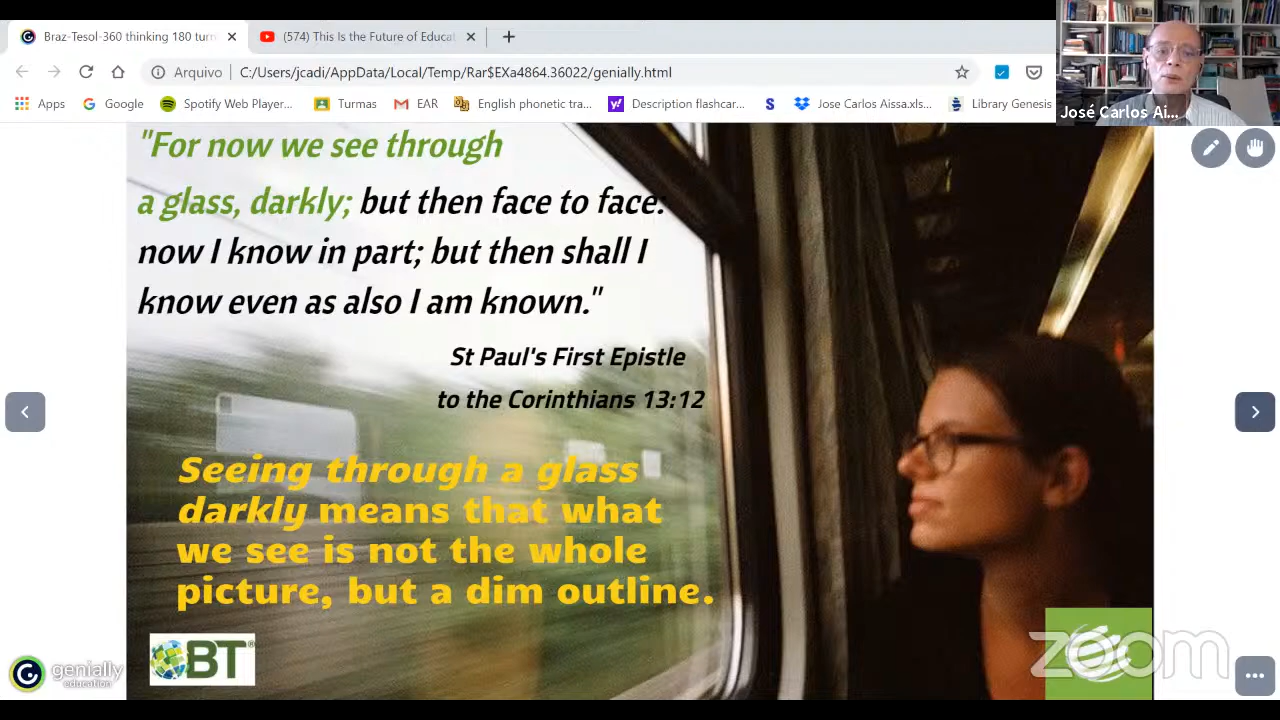 Braz-Tesol-360 thinking 180 turn
(574) This Is the Future of Educat
Arquivo
C:/Users/jcadi/AppData/Local/Temp/Rar$EXa4864.36022/genially.html
Apps
Google
Spotify Web Player...
Turmas
EAR
English phonetic tra...
Description flashcar...
Jose Carlos Aissa.xls...
Library Genesis
José Carlos Ai...
"For now we see through
a glass, darkly; but then face to face:
now I know in part; but then shall I
know even as also I am known."
St Paul's First Epistle
to the Corinthians 13:12
Seeing through a glass
darkly means that what
we see is not the whole
picture, but a dim outline.
BT®
genially
education
zoom